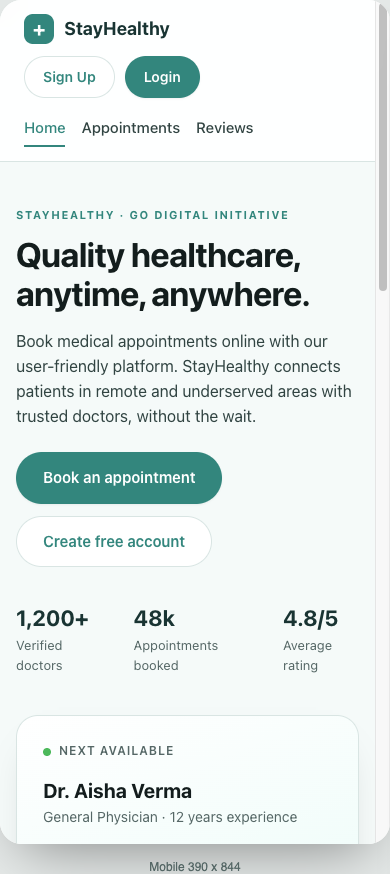 + StayHealthy
Sign Up Login
Home Appointments Reviews
STAYHEALTHY · GO DIGITAL INITIATIVE
Quality healthcare,
anytime, anywhere.
Book medical appointments online with our
user-friendly platform. StayHealthy connects
patients in remote and underserved areas with
trusted doctors, without the wait.
Book an appointment
Create free account
1,200+ 48k 4.8/5
Verified Appointments Average
doctors booked rating
NEXT AVAILABLE
Dr. Aisha Verma
General Physician · 12 years experience
Mobile 390 x 844